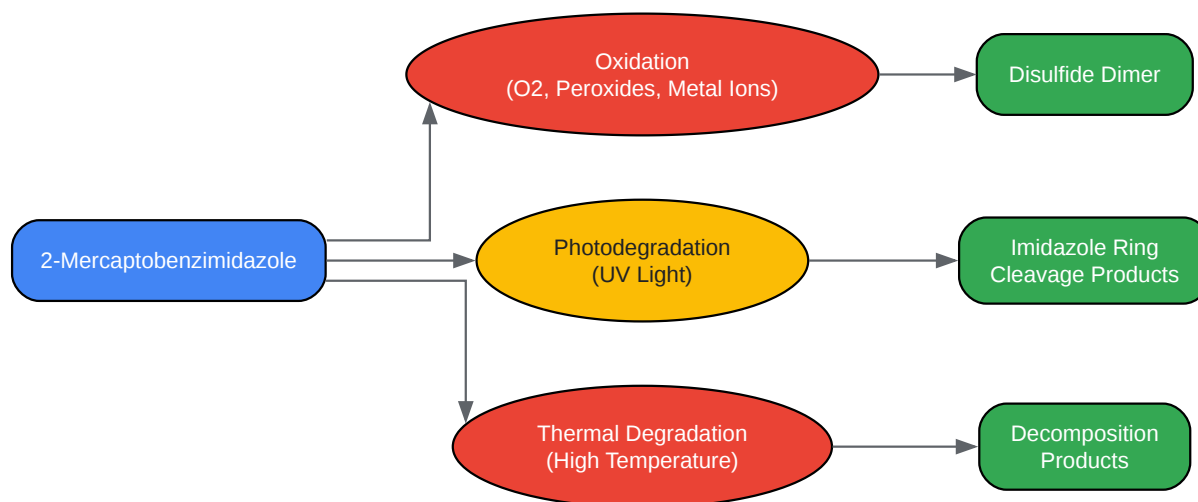 Oxidation
(O2, Peroxides, Metal Ions)
Disulfide Dimer
2-Mercaptobenzimidazole
Photodegradation
(UV Light)
Imidazole Ring
Cleavage Products
Thermal Degradation
(High Temperature)
Decomposition
Products